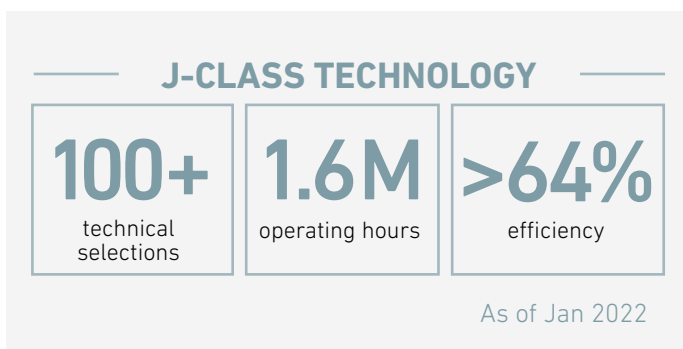 J-CLASS TECHNOLOGY
100+
technical
selections
1.6M
operating hours
>64%
efficiency
As of Jan 2022